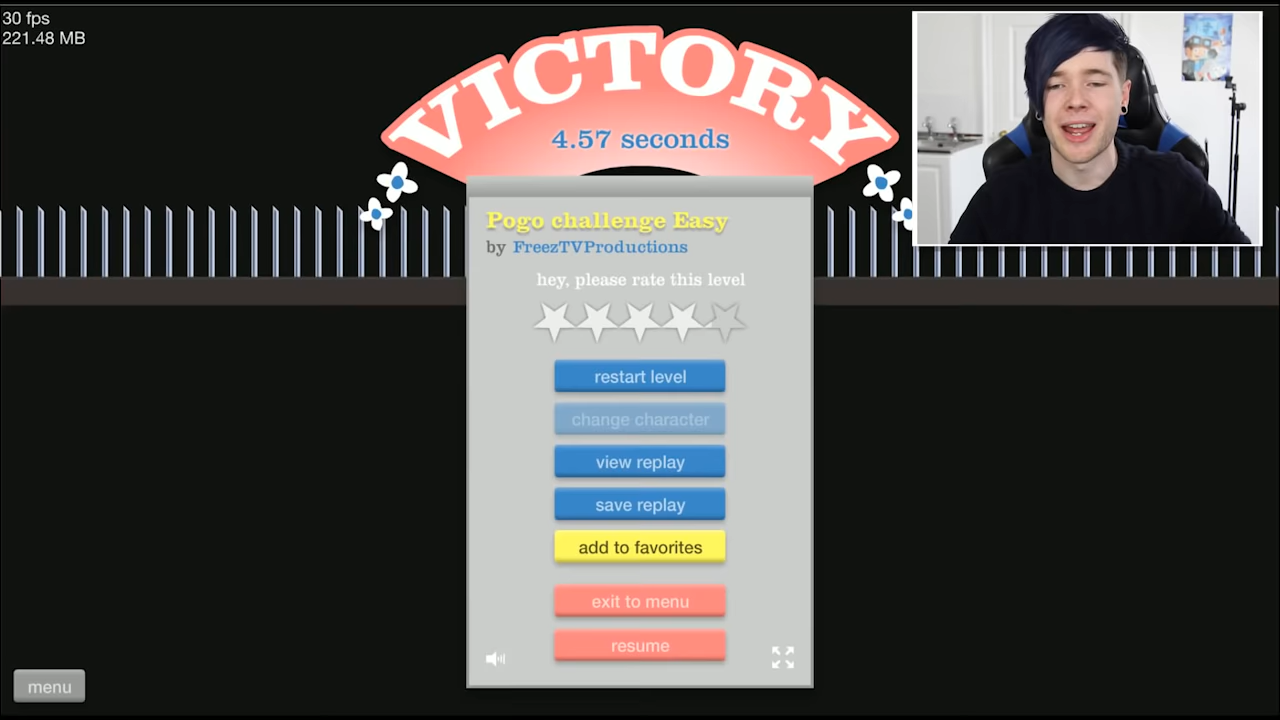 30 fps
221.48 MB
VICTORY
4.57 seconds
Pogo challenge Easy
by FreezTVProductions
hey, please rate this level
restart level
change character
view replay
save replay
add to favorites
exit to menu
resume
menu